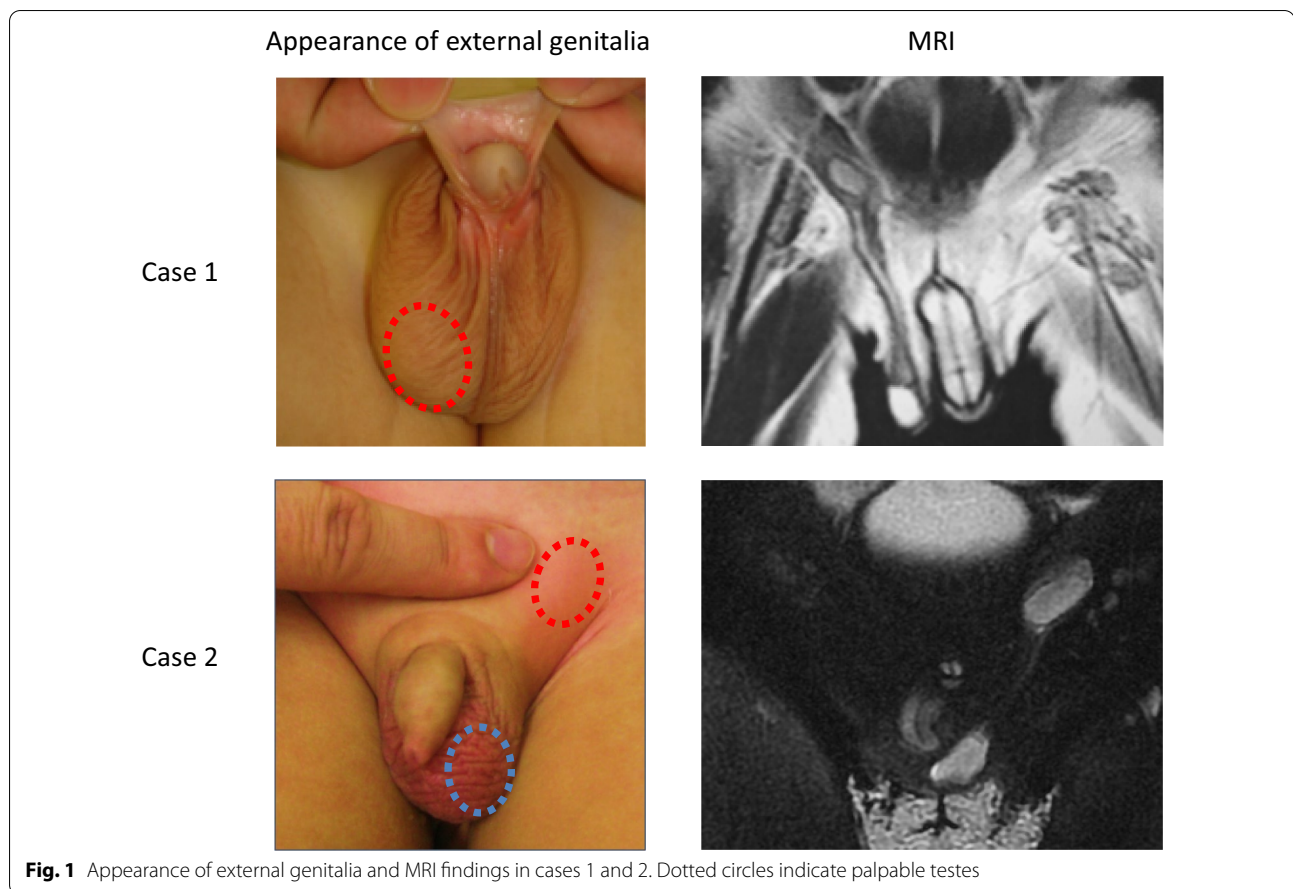 Appearance of external genitalia MRI
Case 1
Case 2
Fig. 1 Appearance of external genitalia and MRI findings in cases 1 and 2. Dotted circles indicate palpable testes